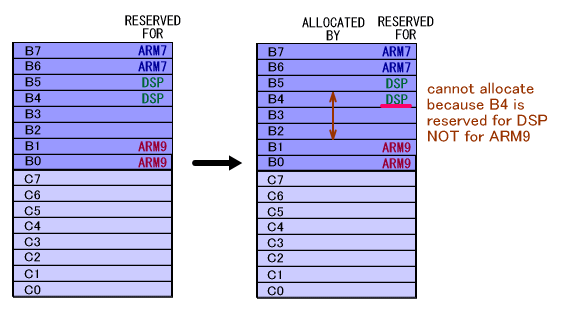 RESERVED
FOR
B7 ARM7
B6 ARM7
B5 DSP
B4 DSP
B3
B2
B1 ARM9
B0 ARM9
C7
C6
C5
C4
C3
C2
C1
C0
ALLOCATED
BY
RESERVED
FOR
B7 ARM7
B6 ARM7
B5 DSP
B4 DSP
B3
B2
B1 ARM9
B0 ARM9
C7
C6
C5
C4
C3
C2
C1
C0
cannot allocate
because B4 is
reserved for DSP
NOT for ARM9